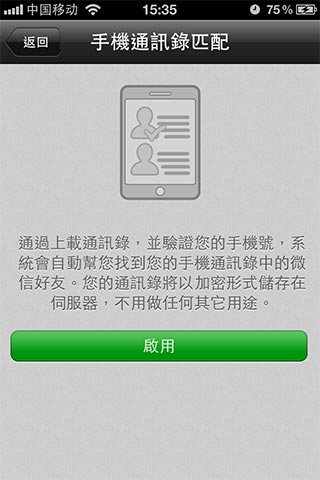 中国移动 15:35 75%
返回 手機通訊錄匹配
通過上載通訊錄，並驗證您的手機號，系
統會自動幫您找到您的手機通訊錄中的微
信好友。您的通訊錄將以加密形式儲存在
伺服器，不用做任何其它用途。
啟用